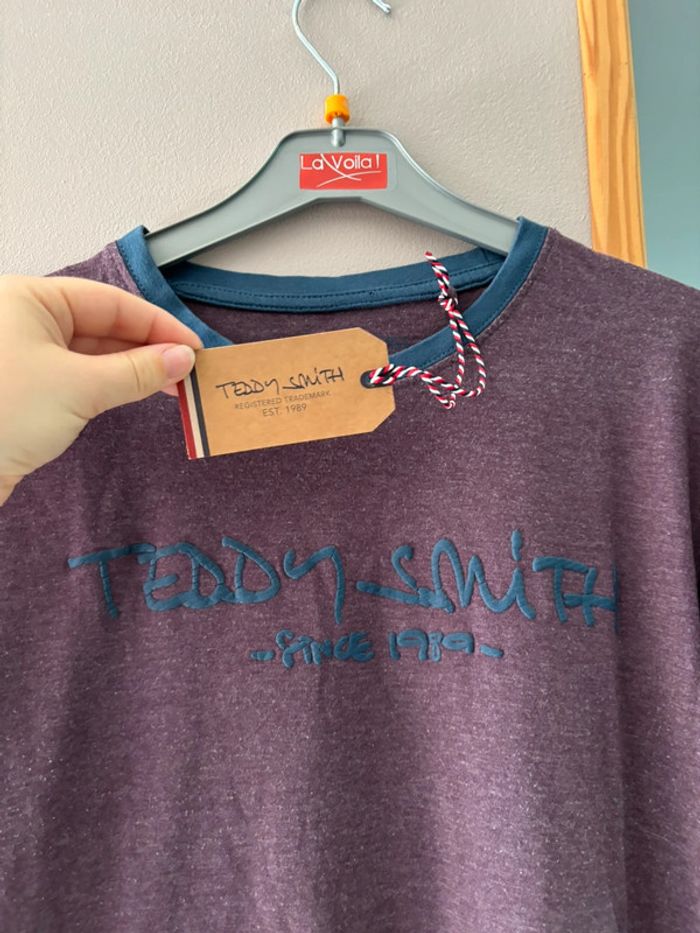 La Voila!
TEDDY SMITH
REGISTERED TRADEMARK
EST. 1989
TEDDY SMiTH
-SiNCE 1989-